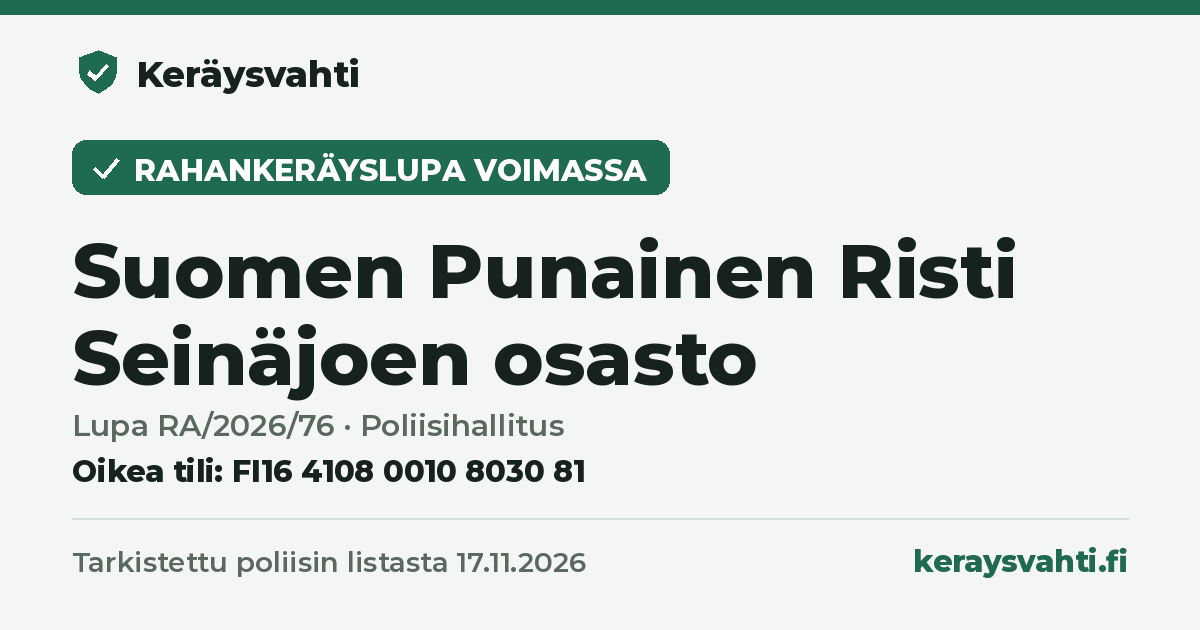 Keräysvahti
RAHANKERÄYSLUPA VOIMASSA
Suomen Punainen Risti
Seinäjoen osasto
Lupa RA/2026/76 · Poliisihallitus
Oikea tili: FI16 4108 0010 8030 81
Tarkistettu poliisin listasta 17.11.2026
keraysvahti.fi